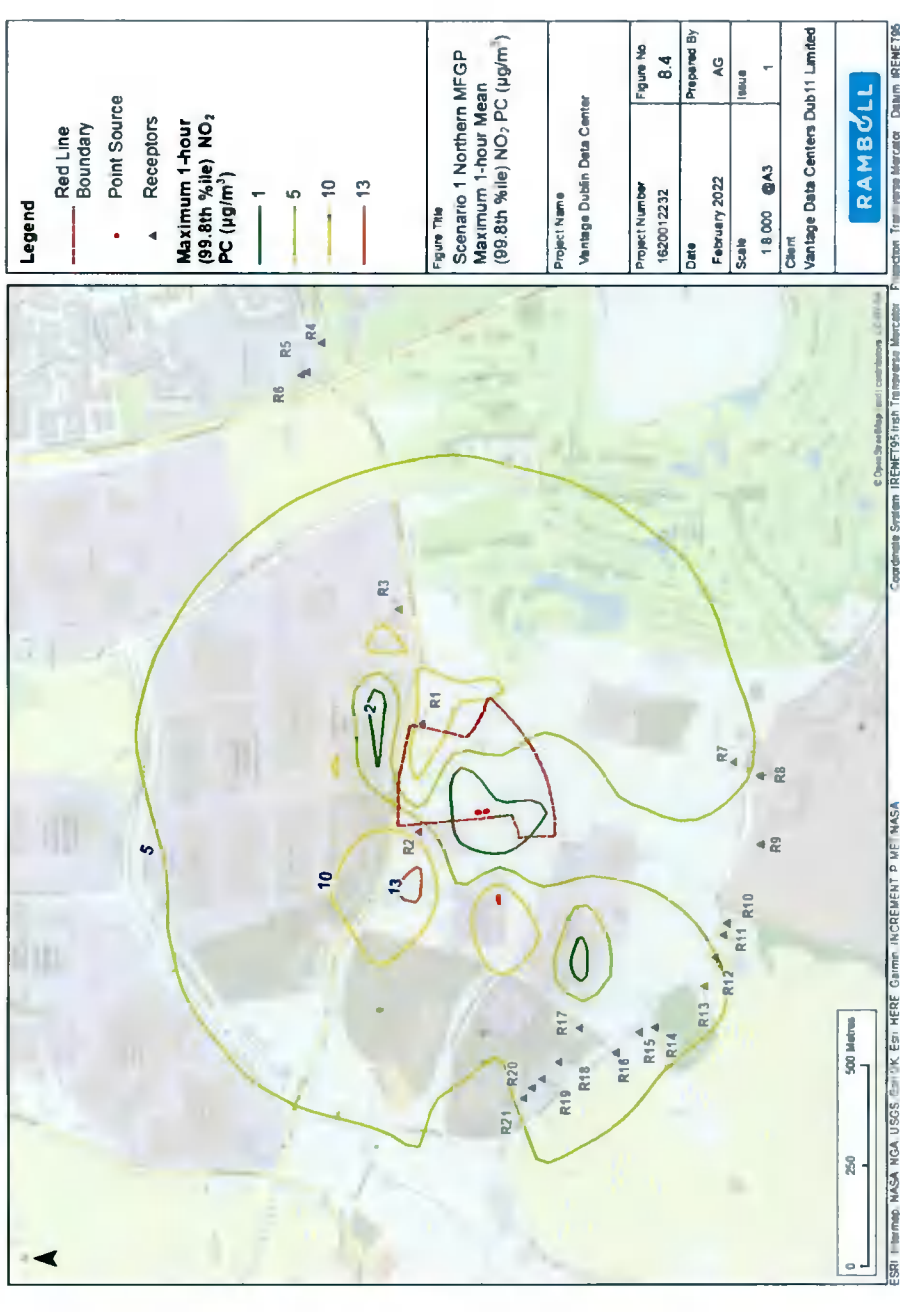 Legend
Red Line
Boundary
Point Source
Receptors
Maximum 1-hour
(99.8th %ile) NO₂
PC (µg/m³)
1
5
10
13
Figure Title
Scenario 1 Northern MFGP
Maximum 1-hour Mean
(99.8th %ile) NO₂ PC (µg/m³)
Project Name
Vantage Dublin Data Center
Project Number
1620012232
Figure No
8.4
Date
February 2022
Prepared By
AG
Scale
1 8 000 @A3
Issue
1
Client
Vantage Data Centers Dub11 Limited
RAMBOLL
5
10
13
2
R1
R2
R3
R4
R5
R6
R7
R8
R9
R10
R11
R12
R13
R14
R15
R16
R17
R18
R19
R20
R21
0 250 500 Metres
© OpenStreetMap
Coordinate System IRENET95 Irish Transverse Mercator Projection Transverse Mercator Datum IRENET95
NASA NGA USGS Esri UK, Esri HERE Garmin INCREMENT P MET NASA